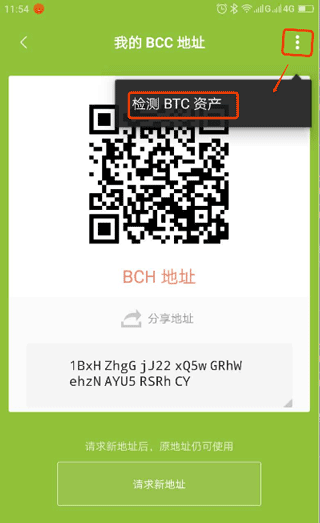 11:54
G 4G
我的 BCC 地址
检测 BTC 资产
BCH 地址
分享地址
1BxH ZhgG jJ22 xQ5w GRhW
ehzN AYU5 RSRh CY
请求新地址后，原地址仍可使用
请求新地址